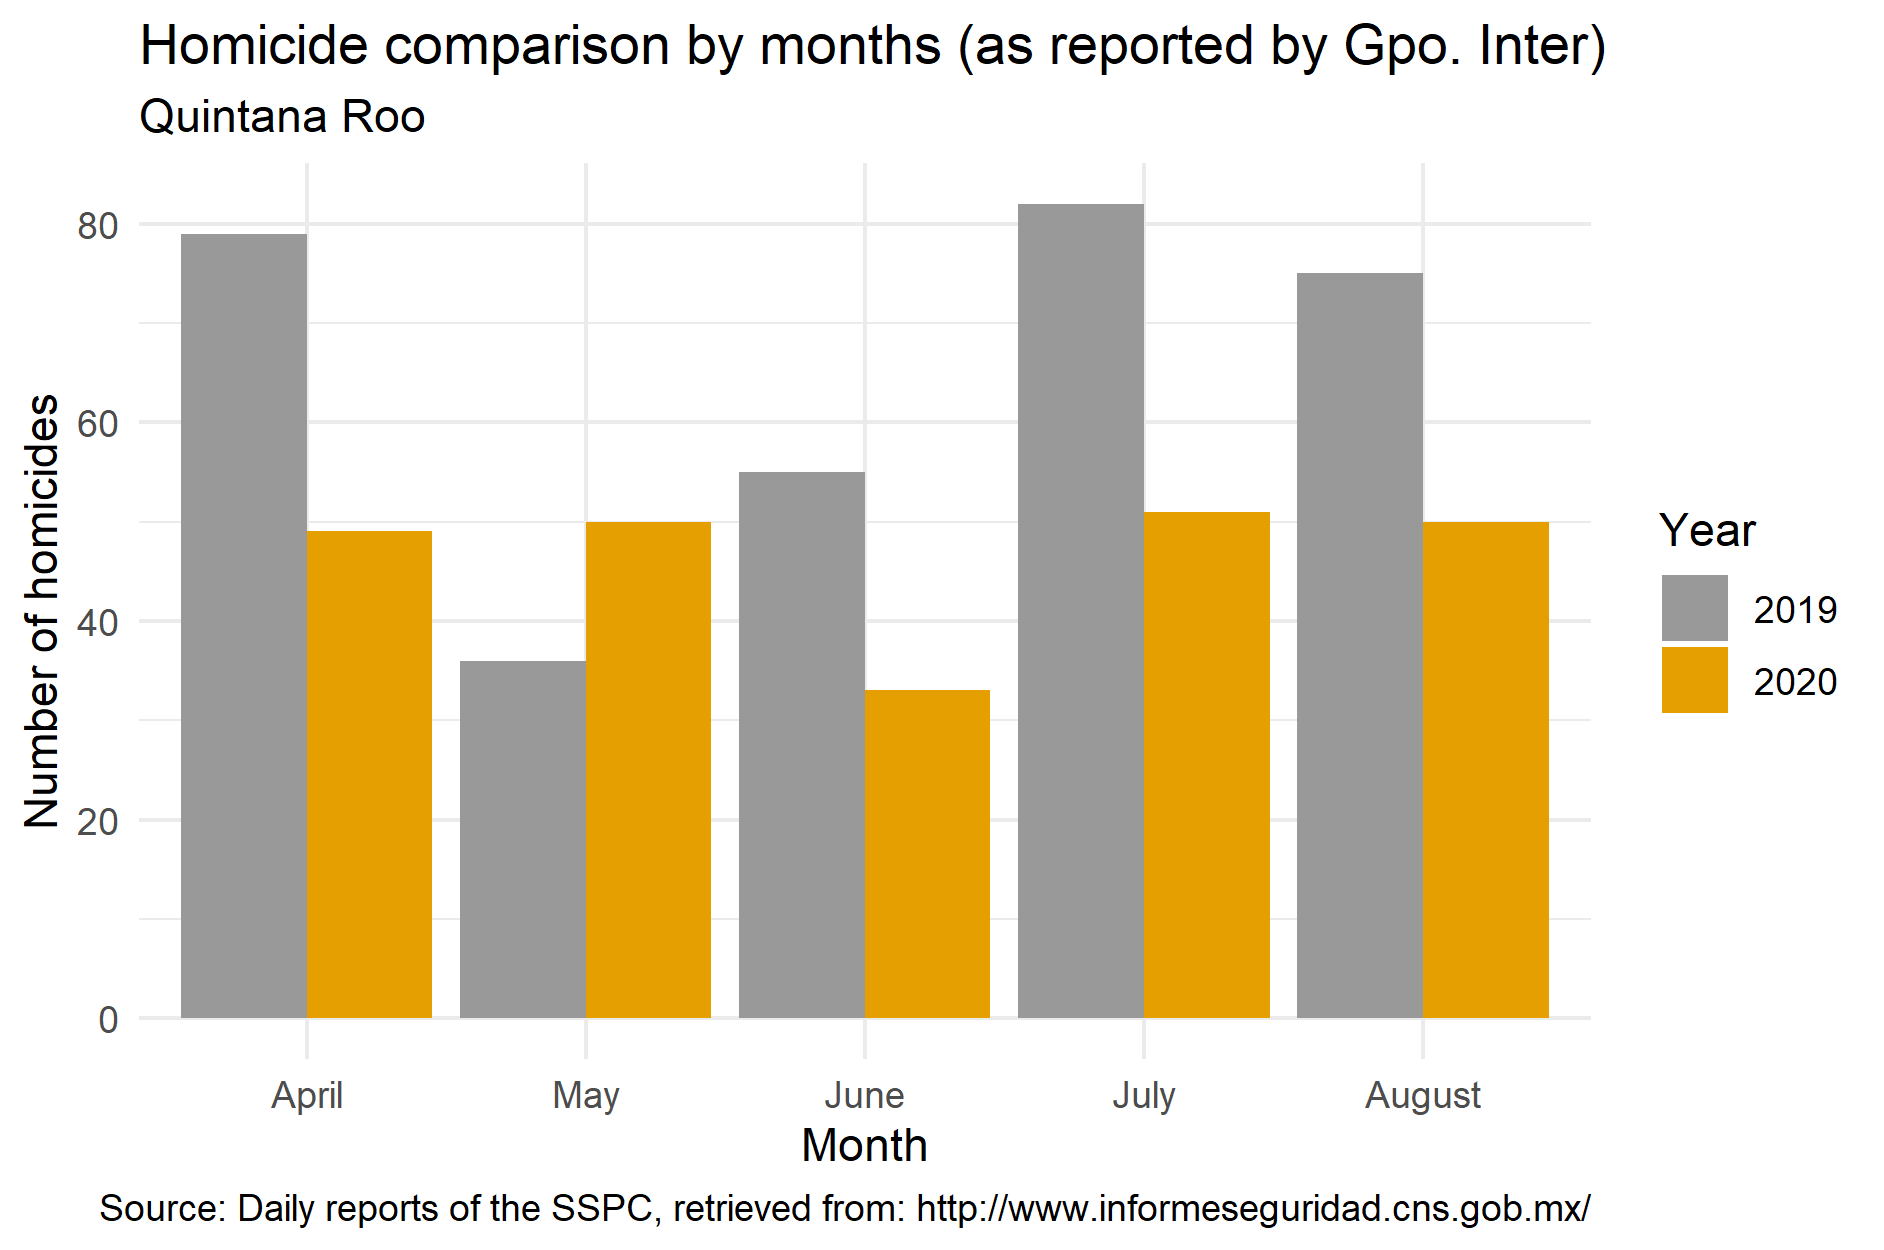 Homicide comparison by months (as reported by Gpo. Inter)
Quintana Roo
Number of homicides
80
60
40
20
0
April May June July August
Month
Year
2019
2020
Source: Daily reports of the SSPC, retrieved from: http://www.informeseguridad.cns.gob.mx/